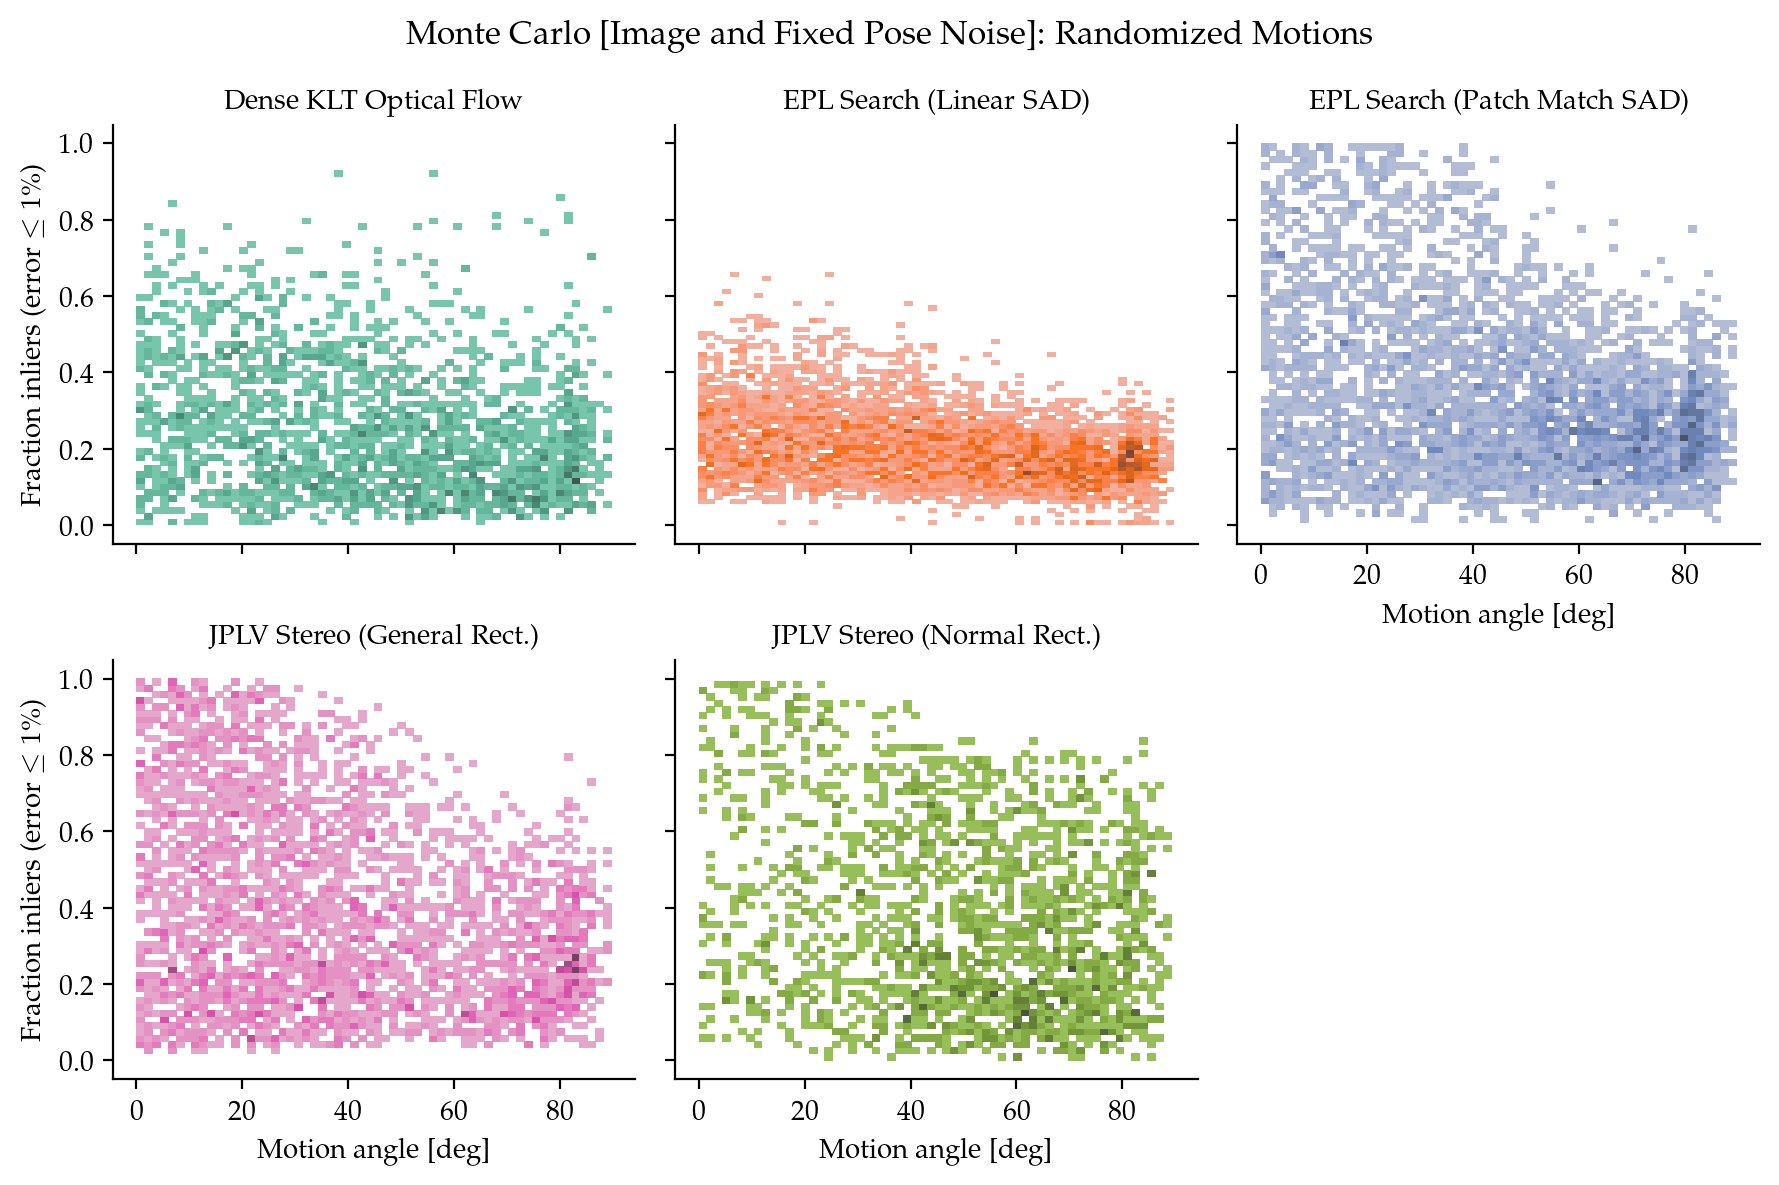 Monte Carlo [Image and Fixed Pose Noise]: Randomized Motions
Dense KLT Optical Flow
EPL Search (Linear SAD)
EPL Search (Patch Match SAD)
Fraction inliers (error ≤ 1%)
1.0
0.8
0.6
0.4
0.2
0.0
0 20 40 60 80
Motion angle [deg]
JPLV Stereo (General Rect.)
JPLV Stereo (Normal Rect.)
Fraction inliers (error ≤ 1%)
1.0
0.8
0.6
0.4
0.2
0.0
0 20 40 60 80
0 20 40 60 80
Motion angle [deg]
Motion angle [deg]